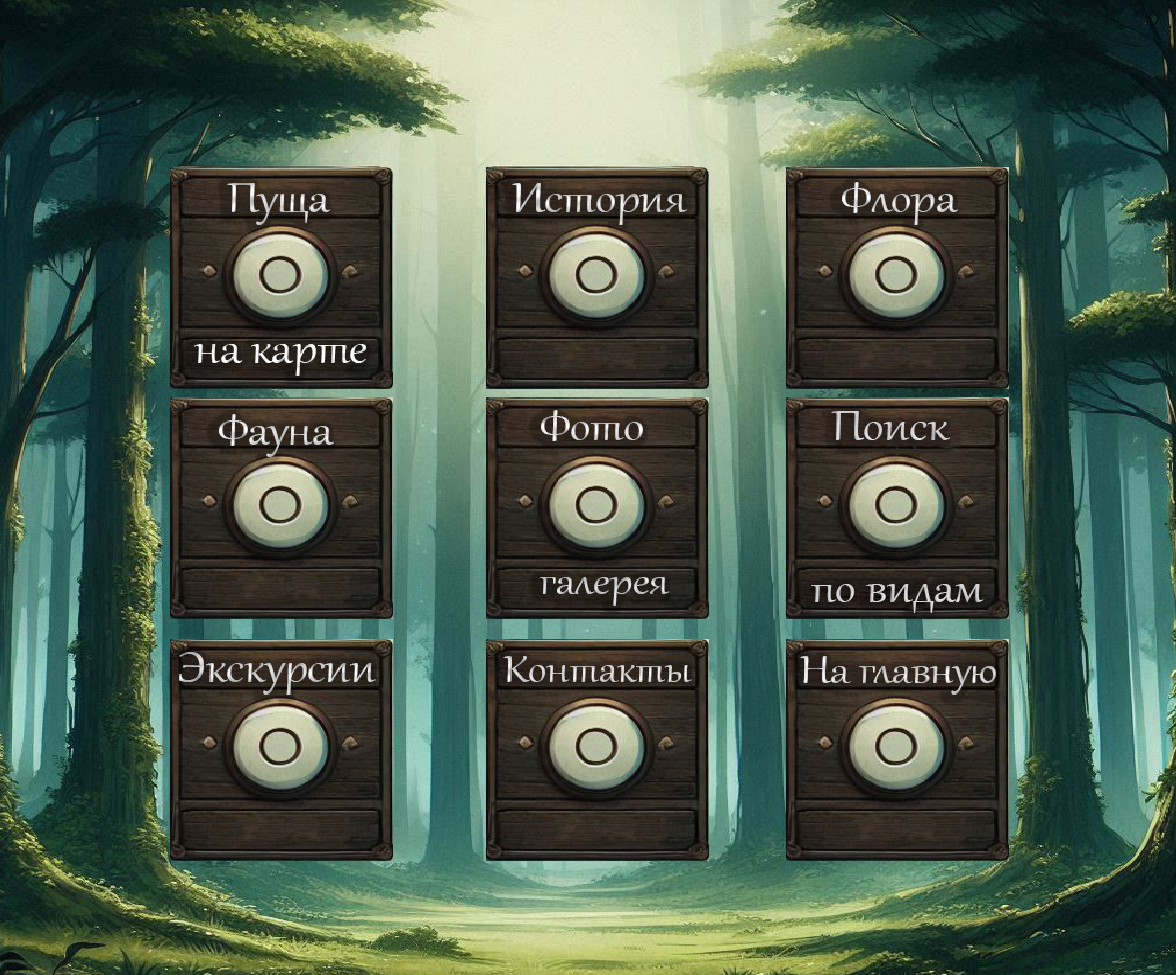 Пуща
на карте
История
Флора
Фауна
Фото
галерея
Поиск
по видам
Экскурсии
Контакты
На главную